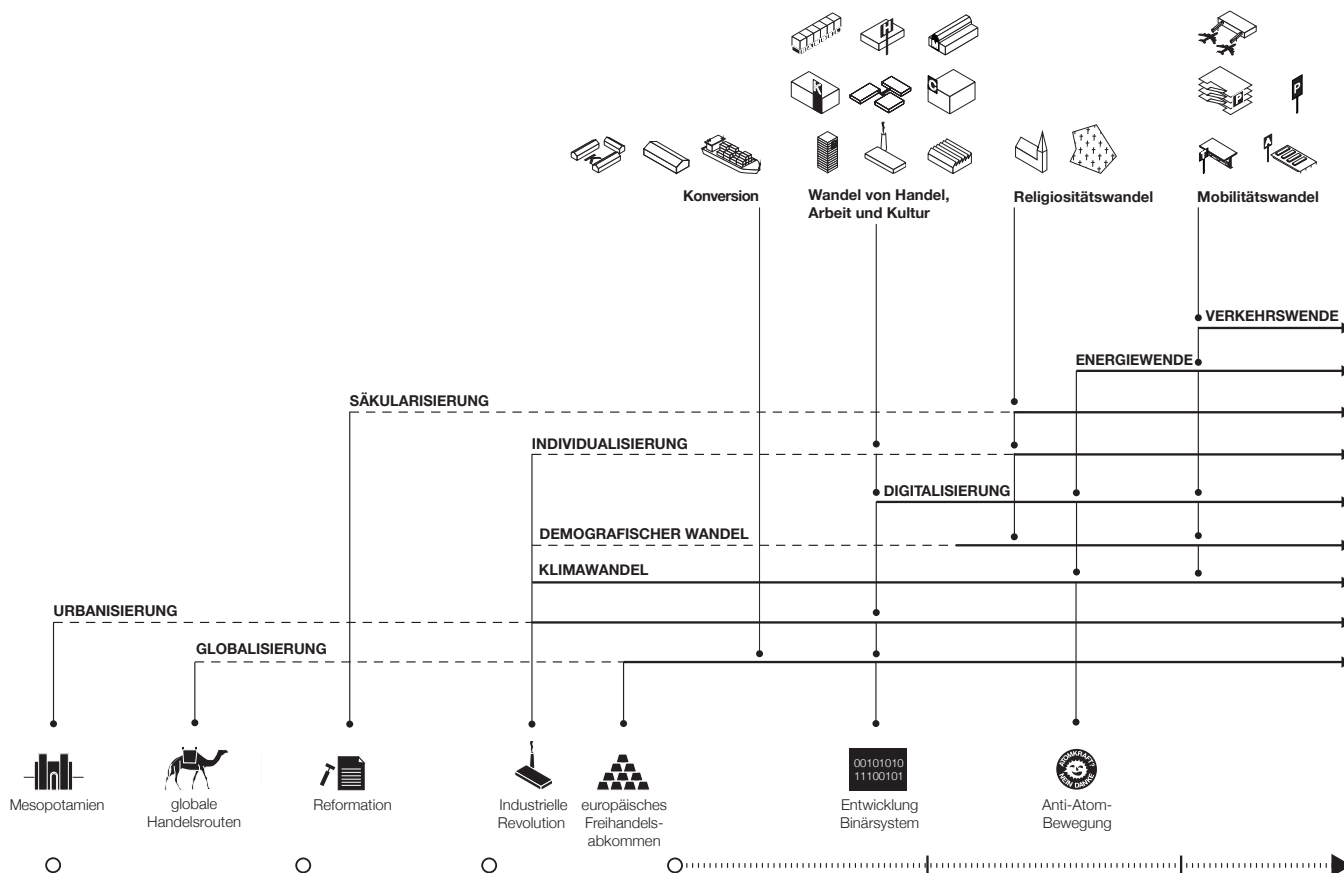 H
K
C
P
P
K
H
Konversion
Wandel von Handel,
Arbeit und Kultur
Religiositätswandel
Mobilitätswandel
VERKEHRSWENDE
ENERGIEWENDE
SÄKULARISIERUNG
INDIVIDUALISIERUNG
DIGITALISIERUNG
DEMOGRAFISCHER WANDEL
KLIMAWANDEL
URBANISIERUNG
GLOBALISIERUNG
00101010
11100101
ATOMKRAFT?
NEIN DANKE
Mesopotamien
globale
Handelsrouten
Reformation
Industrielle
Revolution
europäisches
Freihandels-
abkommen
Entwicklung
Binärsystem
Anti-Atom-
Bewegung